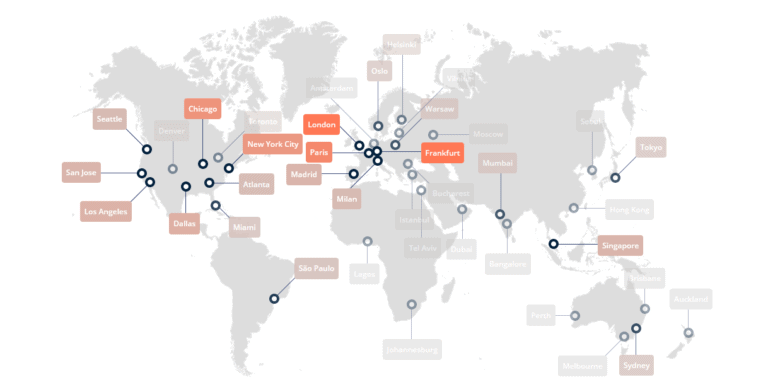 Helsinki
Oslo
Amsterdam
Warsaw
Chicago
Seattle
Toronto
London
Denver
Moscow
Seoul
New York City
Tokyo
Paris
Frankfurt
Mumbai
San Jose
Madrid
Atlanta
Bucharest
Milan
Los Angeles
Hong Kong
Dallas
Istanbul
Miami
Tel Aviv
Dubai
Singapore
Bangalore
São Paulo
Lagos
Brisbane
Auckland
Perth
Johannesburg
Melbourne
Sydney